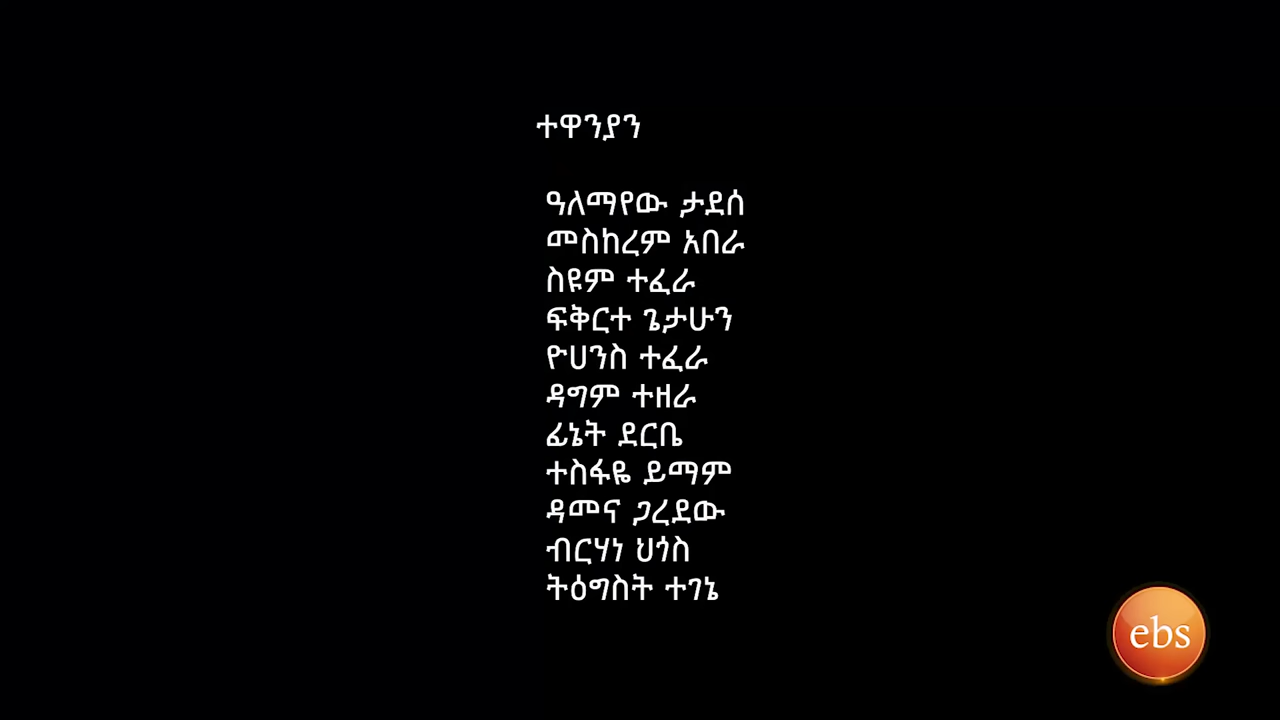 ተዋንያን
ዓለማየው ታደሰ
መስከረም አበራ
ስዩም ተፈራ
ፍቅርተ ጌታሁን
ዮሀንስ ተፈራ
ዳግም ተዘራ
ፊኔት ደርቤ
ተስፋዬ ይማም
ዳመና ጋረደው
ብርሃነ ህጎስ
ትዕግስት ተገኔ
ebs